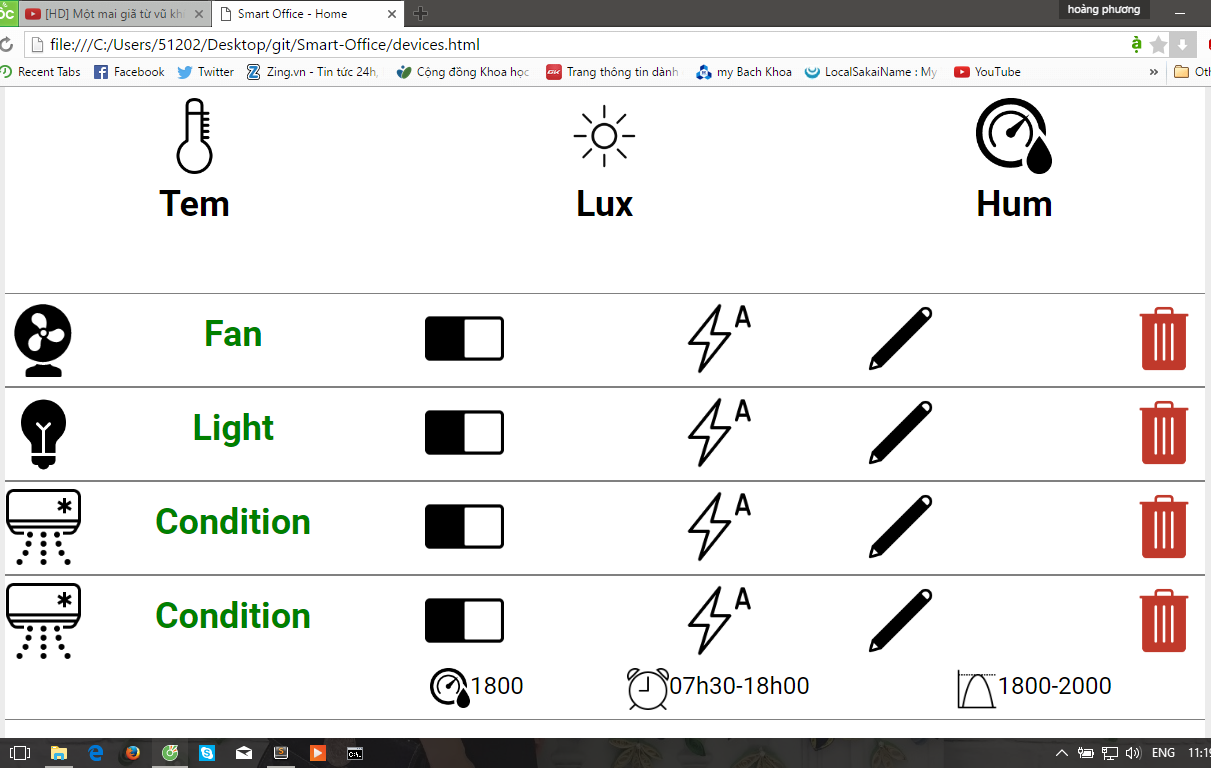 ỐC
[HD] Một mai giã từ vũ kh
Smart Office - Home
hoàng phương
file:///C:/Users/51202/Desktop/git/Smart-Office/devices.html
ạ̀
Recent Tabs
Facebook
Twitter
Zing.vn - Tin tức 24h,
Cộng đồng Khoa học
GK
Trang thông tin dành
my Bach Khoa
LocalSakaiName : My
YouTube
»
Oth
Tem
Lux
Hum
Fan
A
Light
A
Condition
A
Condition
A
1800
07h30-18h00
1800-2000
C:\.
ENG
11:19